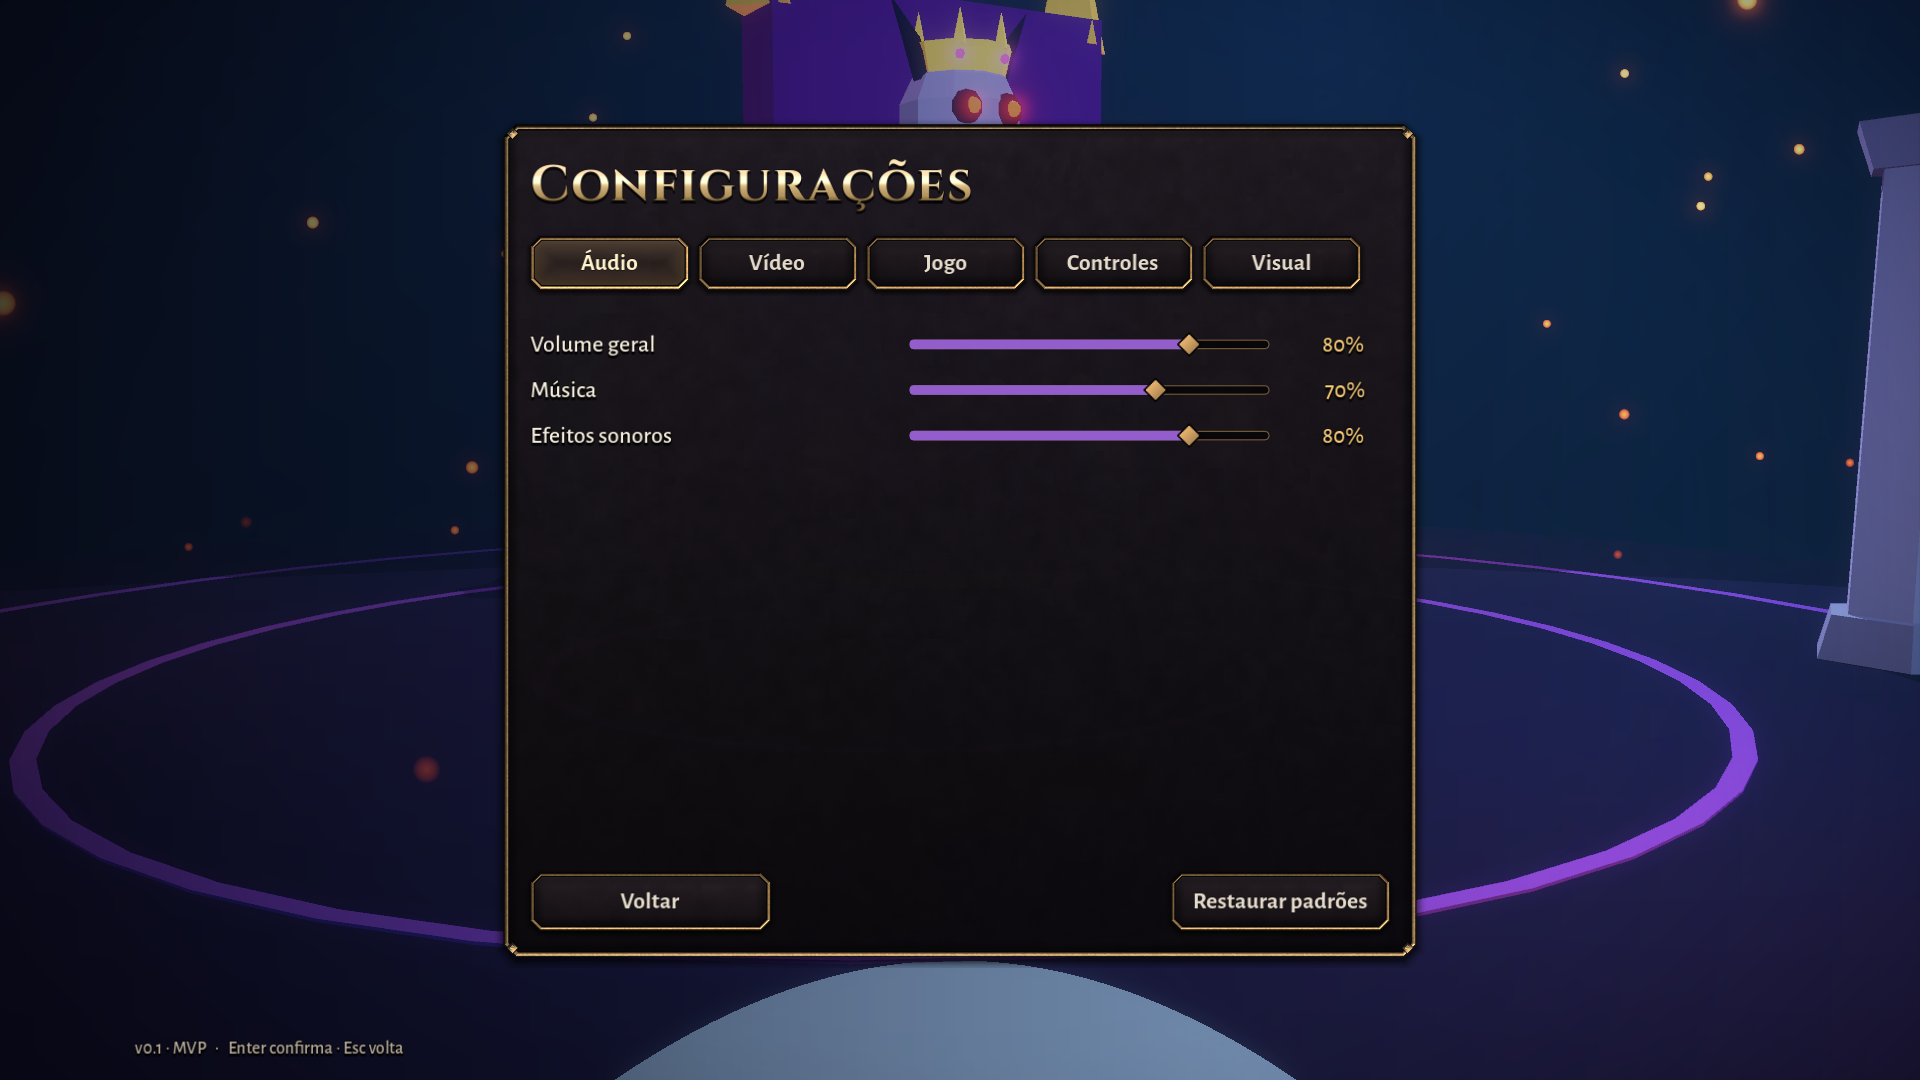 Configurações
Áudio Vídeo Jogo Controles Visual
Volume geral 80%
Música 70%
Efeitos sonoros 80%
Voltar Restaurar padrões
v0.1 · MVP · Enter confirma · Esc volta